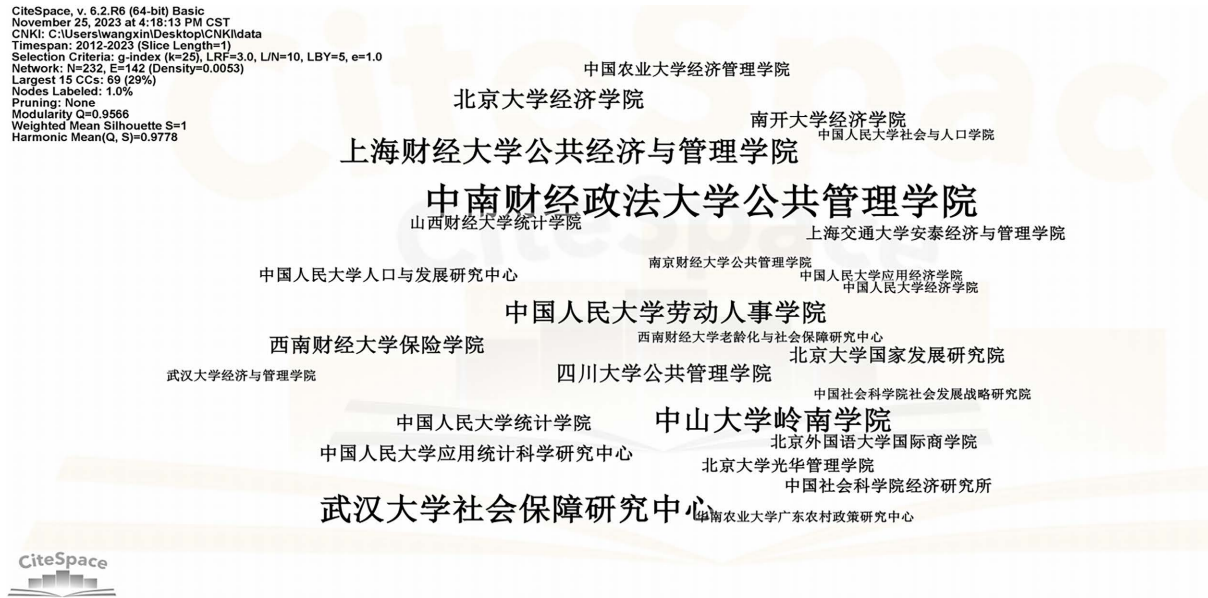 CiteSpace, v. 6.2.R6 (64-bit) Basic
November 25, 2023 at 4:18:13 PM CST
CNKI: C:\Users\wangxin\Desktop\CNKI\data
Timespan: 2012-2023 (Slice Length=1)
Selection Criteria: g-index (k=25), LRF=3.0, L/N=10, LBY=5, e=1.0
Network: N=232, E=142 (Density=0.0053)
Largest 15 CCs: 69 (29%)
Nodes Labeled: 1.0%
Pruning: None
Modularity Q=0.9566
Weighted Mean Silhouette S=1
Harmonic Mean(Q, S)=0.9778
中国农业大学经济管理学院
北京大学经济学院
南开大学经济学院
中国人民大学社会与人口学院
上海财经大学公共经济与管理学院
中南财经政法大学公共管理学院
山西财经大学统计学院
上海交通大学安泰经济与管理学院
南京财经大学公共管理学院
中国人民大学人口与发展研究中心
中国人民大学应用经济学院
中国人民大学经济学院
中国人民大学劳动人事学院
西南财经大学老龄化与社会保障研究中心
西南财经大学保险学院
北京大学国家发展研究院
武汉大学经济与管理学院
四川大学公共管理学院
中国社会科学院社会发展战略研究院
中国人民大学统计学院
中山大学岭南学院
北京外国语大学国际商学院
中国人民大学应用统计科学研究中心
北京大学光华管理学院
中国社会科学院经济研究所
武汉大学社会保障研究中心
华南农业大学广东农村政策研究中心
CiteSpace
CiteSpace
CiteSpace